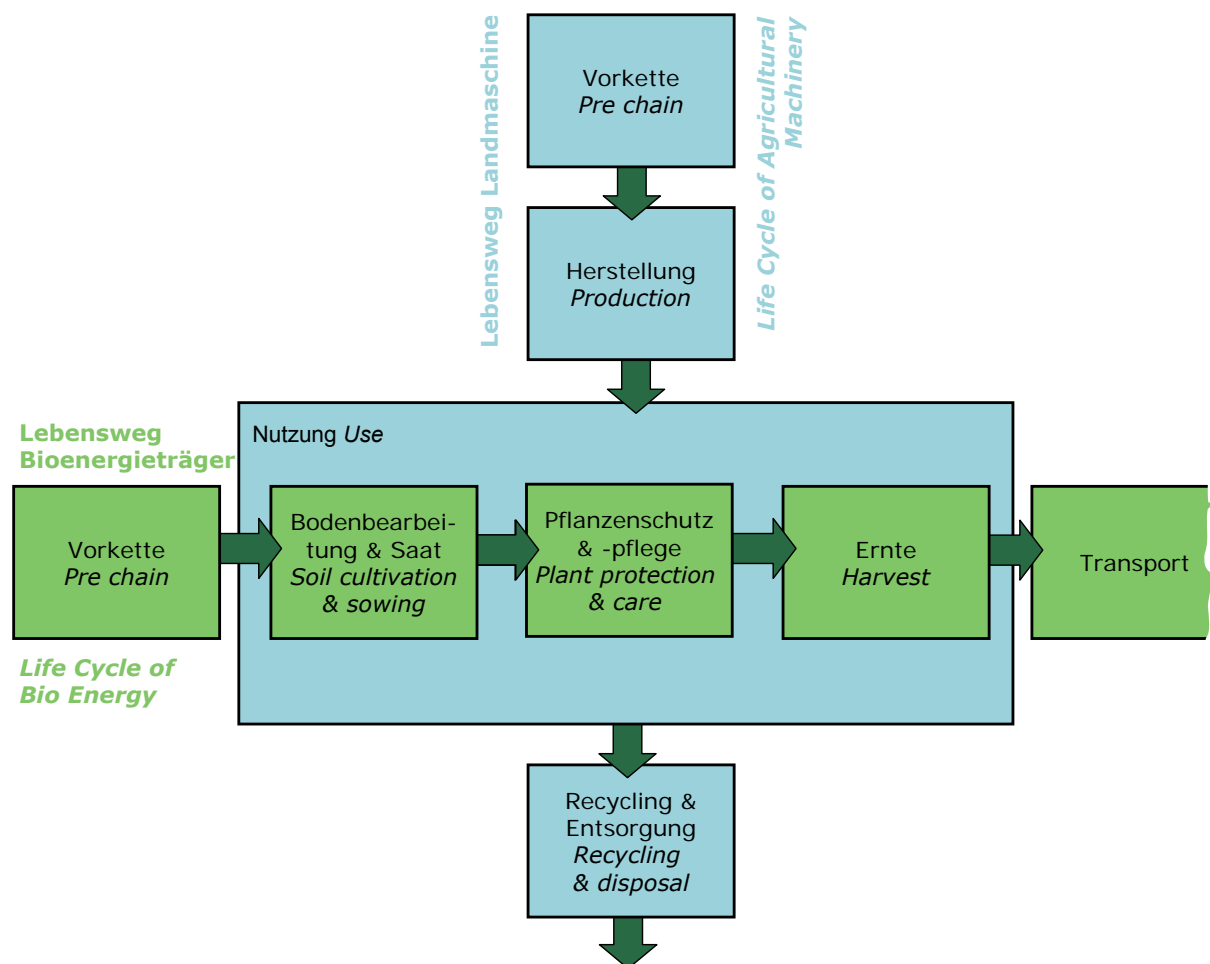 Lebensweg Landmaschine
Vorkette
Pre chain
Life Cycle of Agricultural
Machinery
Herstellung
Production
Nutzung Use
Lebensweg
Bioenergieträger
Vorkette
Pre chain
Bodenbearbei-
tung & Saat
Soil cultivation
& sowing
Pflanzenschutz
& -pflege
Plant protection
& care
Ernte
Harvest
Transport
Life Cycle of
Bio Energy
Recycling &
Entsorgung
Recycling
& disposal